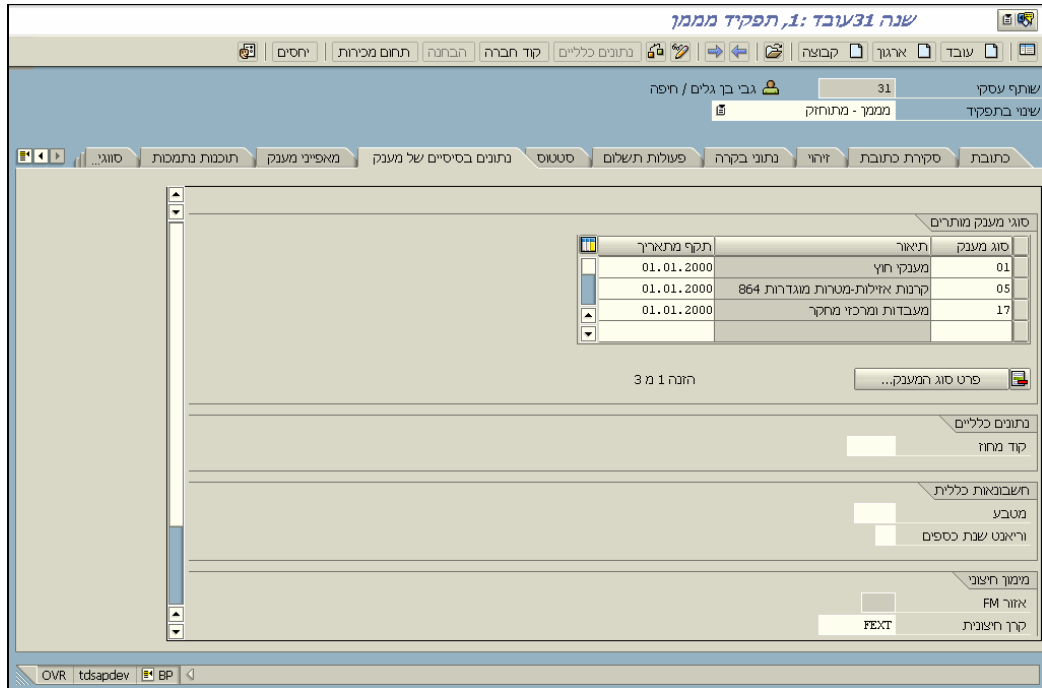 שנה 31עובד :1, תפקיד מממן
עובד ארגון קבוצה נתונים כלליים קוד חברה הבחנה תחום מכירות יחסים
שותף עסקי 31 גבי בן גלים / חיפה
שינוי בתפקיד מממן - מתוחזק
כתובת סקירת כתובת זיהוי נתוני בקרה פעולות תשלום סטטוס נתונים בסיסיים של מענק מאפייני מענק תוכנות נתמכות סווגי...
סוגי מענק מותרים
סוג מענק תיאור תקף מתאריך
01 מענקי חוץ 01.01.2000
05 קרנות אזילות-מטרות מוגדרות 864 01.01.2000
17 מעבדות ומרכזי מחקר 01.01.2000
פרט סוג המענק... הזנה 1 מ 3
נתונים כלליים
קוד מחוז
חשבונאות כללית
מטבע
וריאנט שנת כספים
מימון חיצוני
אזור FM
קרן חיצונית FEXT
OVR tdsapdev BP